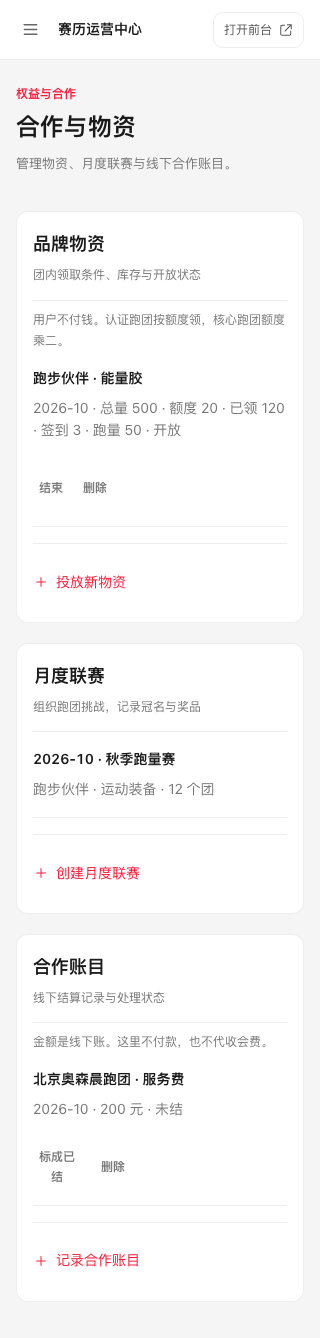 赛历运营中心
打开前台
权益与合作
合作与物资
管理物资、月度联赛与线下合作账目。
品牌物资
团内领取条件、库存与开放状态
用户不付钱。认证跑团按额度领，核心跑团额度
乘二。
跑步伙伴 · 能量胶
2026-10 · 总量 500 · 额度 20 · 已领 120
· 签到 3 · 跑量 50 · 开放
结束
删除
投放新物资
月度联赛
组织跑团挑战，记录冠名与奖品
2026-10 · 秋季跑量赛
跑步伙伴 · 运动装备 · 12 个团
创建月度联赛
合作账目
线下结算记录与处理状态
金额是线下账。这里不付款，也不代收会费。
北京奥森晨跑团 · 服务费
2026-10 · 200 元 · 未结
标成已
结
删除
记录合作账目